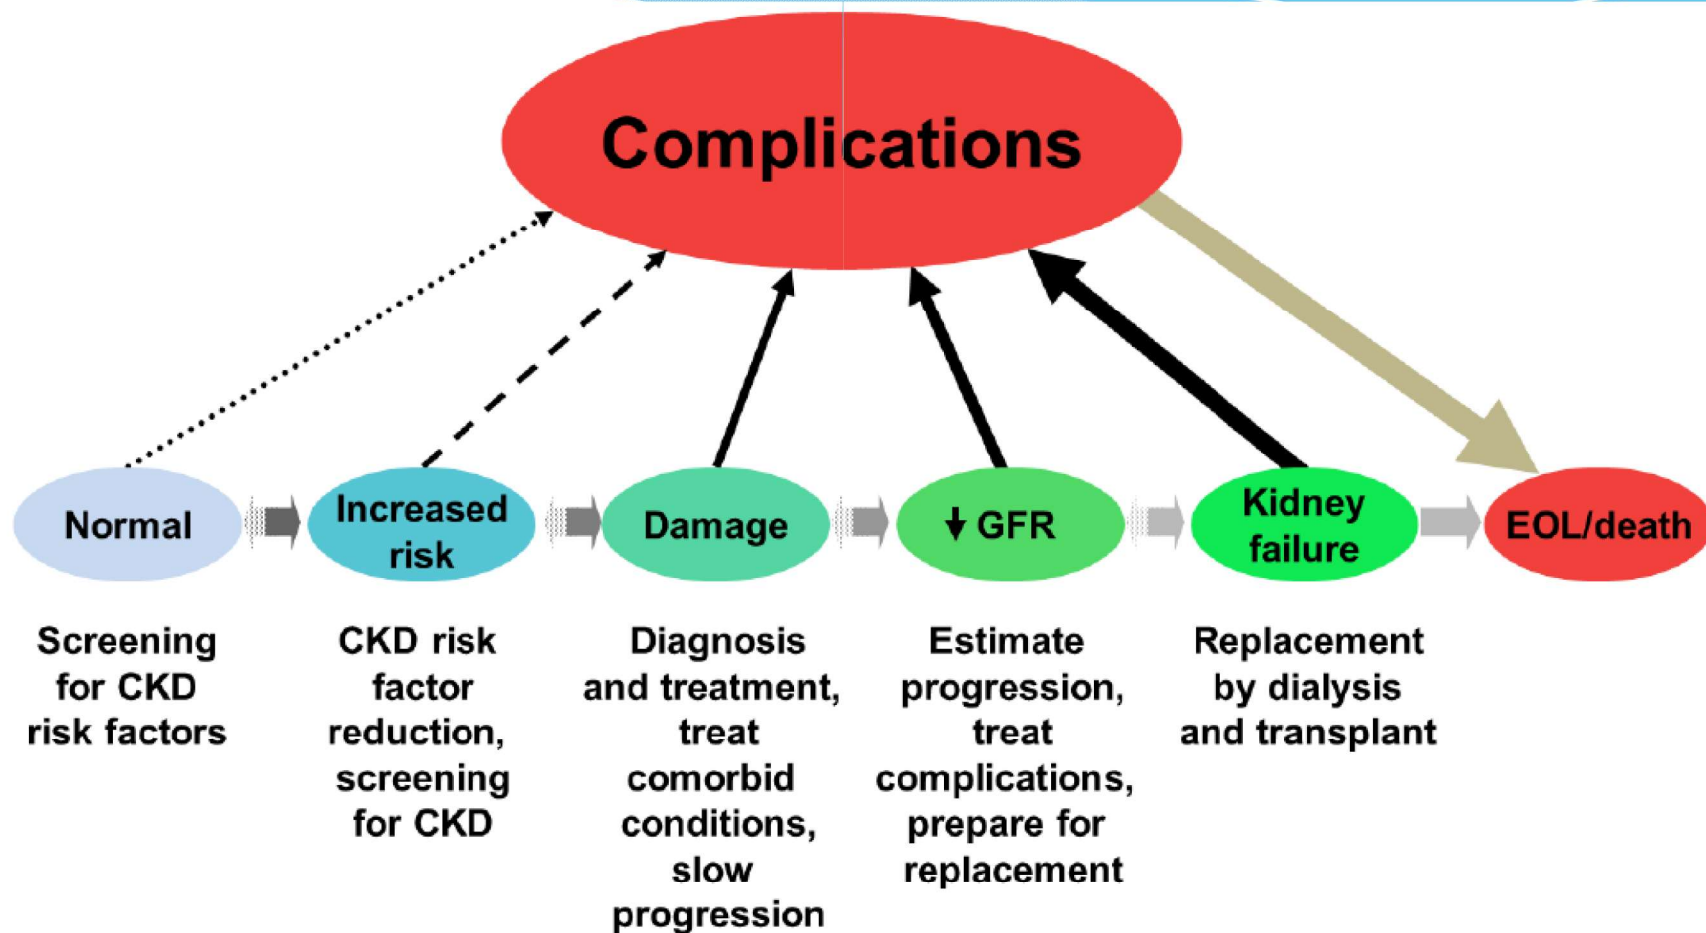 Complications
Normal
Increased
risk
Damage
↓ GFR
Kidney
failure
EOL/death
Screening
for CKD
risk factors
CKD risk
factor
reduction,
screening
for CKD
Diagnosis
and treatment,
treat
comorbid
conditions,
slow
progression
Estimate
progression,
treat
complications,
prepare for
replacement
Replacement
by dialysis
and transplant